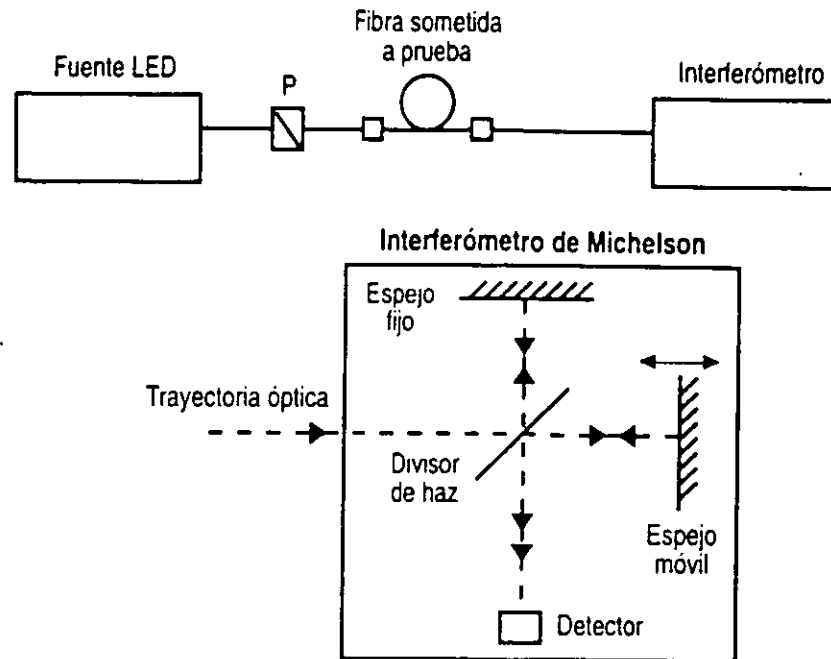 Fibra sometida
a prueba
Fuente LED
P
Interferómetro
Interferómetro de Michelson
Espejo
fijo
Trayectoria óptica
Divisor
de haz
Espejo
móvil
Detector